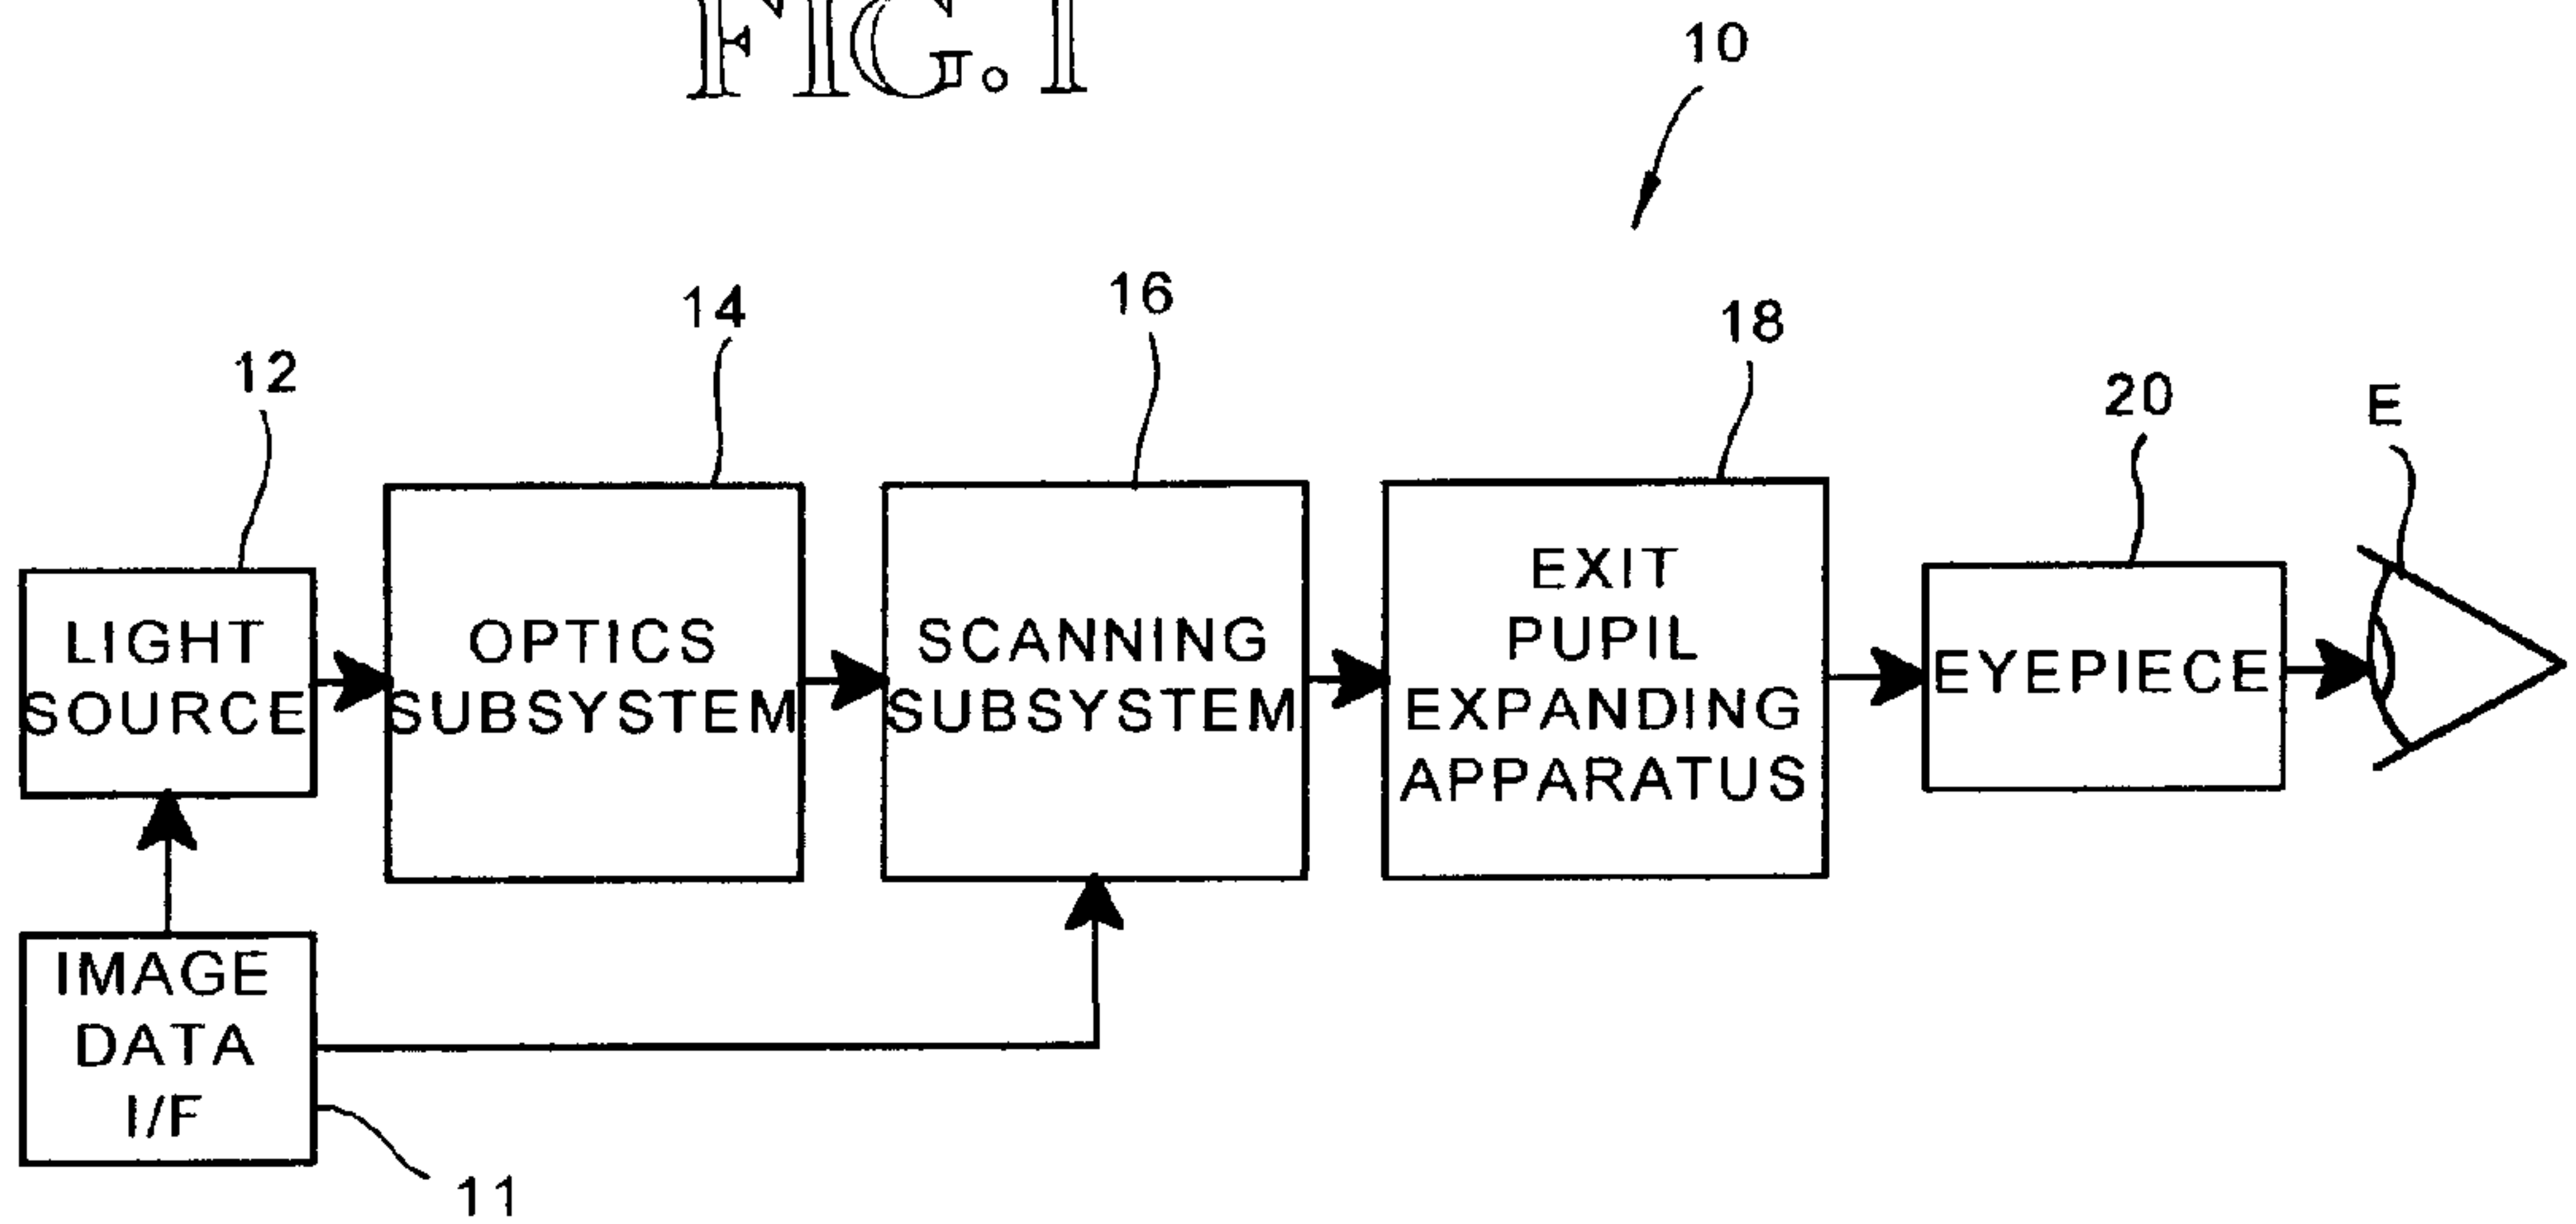 FIG. 1
10
12
14
16
18
20
E
LIGHT
SOURCE
OPTICS
SUBSYSTEM
SCANNING
SUBSYSTEM
EXIT
PUPIL
EXPANDING
APPARATUS
EYEPIECE
IMAGE
DATA
I/F
11